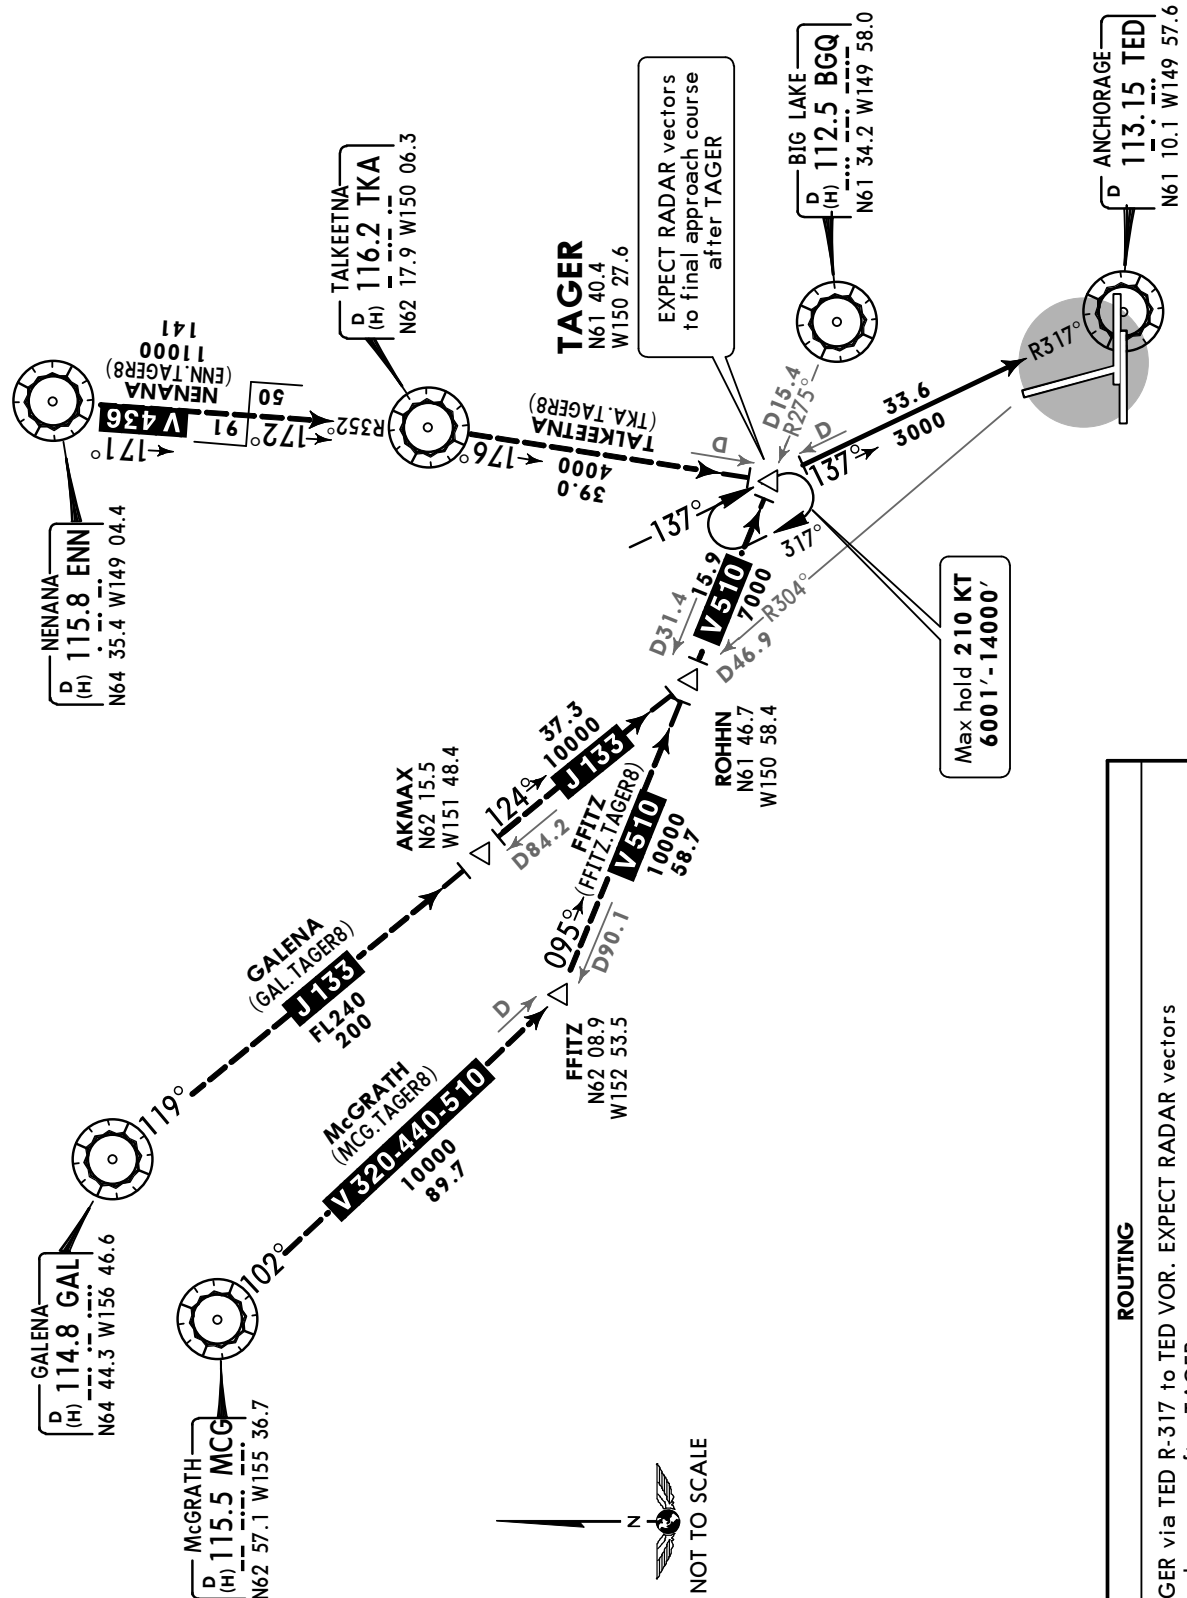 NENANA
D
(H) 115.8 ENN
N64 35.4 W149 04.4
171°
V 436
NENANA
(ENN.TAGER8)
11000
141
91
50
172°
R352°
TALKEETNA
D
(H) 116.2 TKA
N62 17.9 W150 06.3
176°
TALKEETNA
(TKA.TAGER8)
4000
39.0
D
TAGER
N61 40.4
W150 27.6
EXPECT RADAR vectors
to final approach course
after TAGER
BIG LAKE
D
(H) 112.5 BGQ
N61 34.2 W149 58.0
D15.4
R275°
ANCHORAGE
D
113.15 TED
N61 10.1 W149 57.6
R317°
33.6
3000
137°
D
137°
317°
Max hold 210 KT
6001'-14000'
D31.4
15.9
V 510
7000
R304°
D46.9
ROHHN
N61 46.7
W150 58.4
37.3
10000
J 133
124°
D84.2
AKMAX
N62 15.5
W151 48.4
FFITZ
(FFITZ.TAGER8)
V 510
10000
58.7
095°
D90.1
FFITZ
N62 08.9
W152 53.5
D
GALENA
(GAL.TAGER8)
J 133
FL240
200
119°
GALENA
D
(H) 114.8 GAL
N64 44.3 W156 46.6
McGRATH
(MCG.TAGER8)
V 320-440-510
10000
89.7
102°
McGRATH
D
(H) 115.5 MCG
N62 57.1 W155 36.7
N
NOT TO SCALE
ROUTING
GER via TED R-317 to TED VOR. EXPECT RADAR vectors